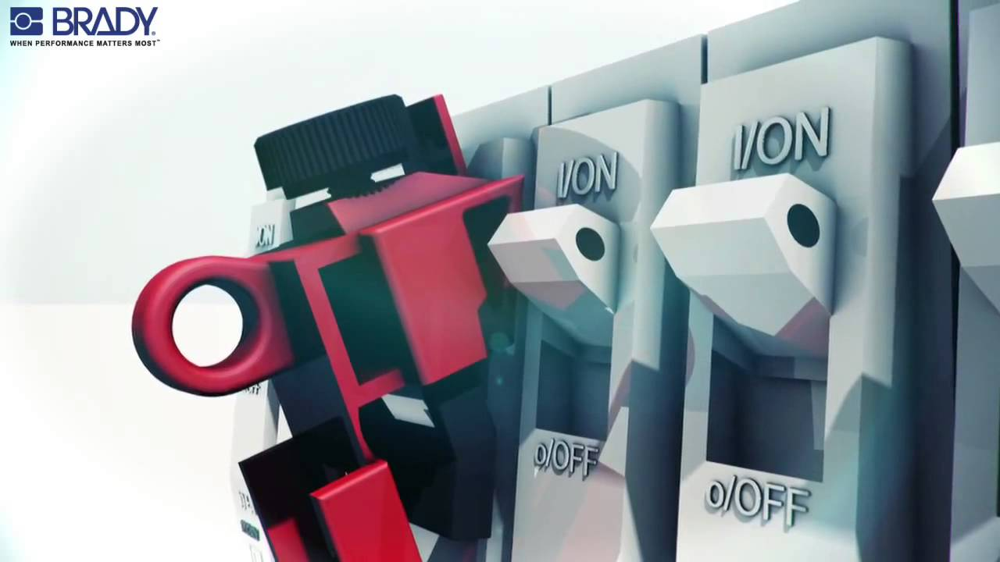 BRADY®
WHEN PERFORMANCE MATTERS MOST™
I/ON
I/ON
o/OFF
o/OFF